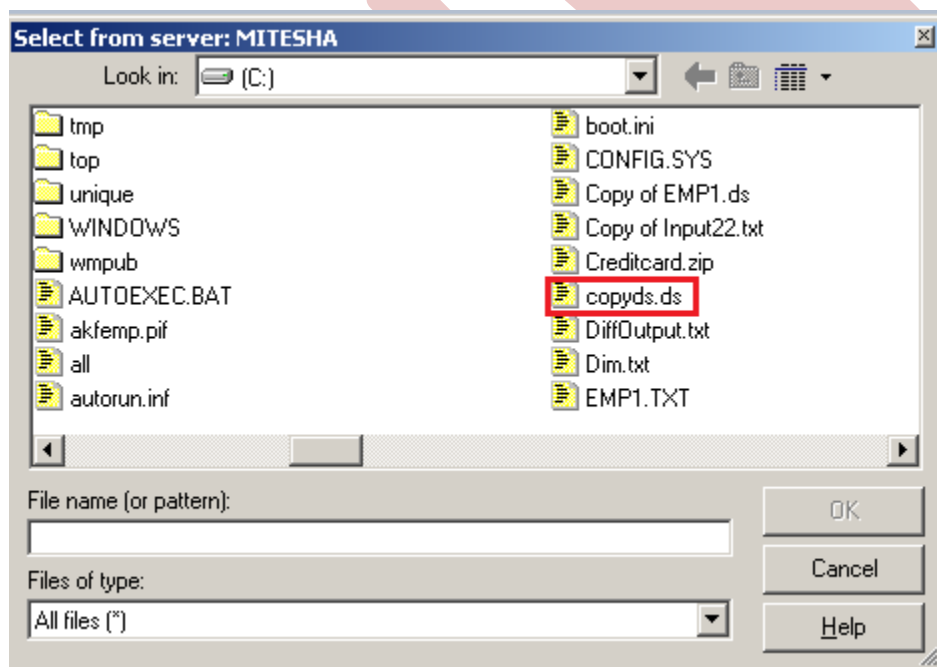 Select from server: MITESHA
Look in: (C:)
tmp
top
unique
WINDOWS
wmpub
AUTOEXEC.BAT
akfemp.pif
all
autorun.inf
boot.ini
CONFIG.SYS
Copy of EMP1.ds
Copy of Input22.txt
Creditcard.zip
copyds.ds
DiffOutput.txt
Dim.txt
EMP1.TXT
File name (or pattern):
OK
Files of type:
Cancel
All files (*)
Help